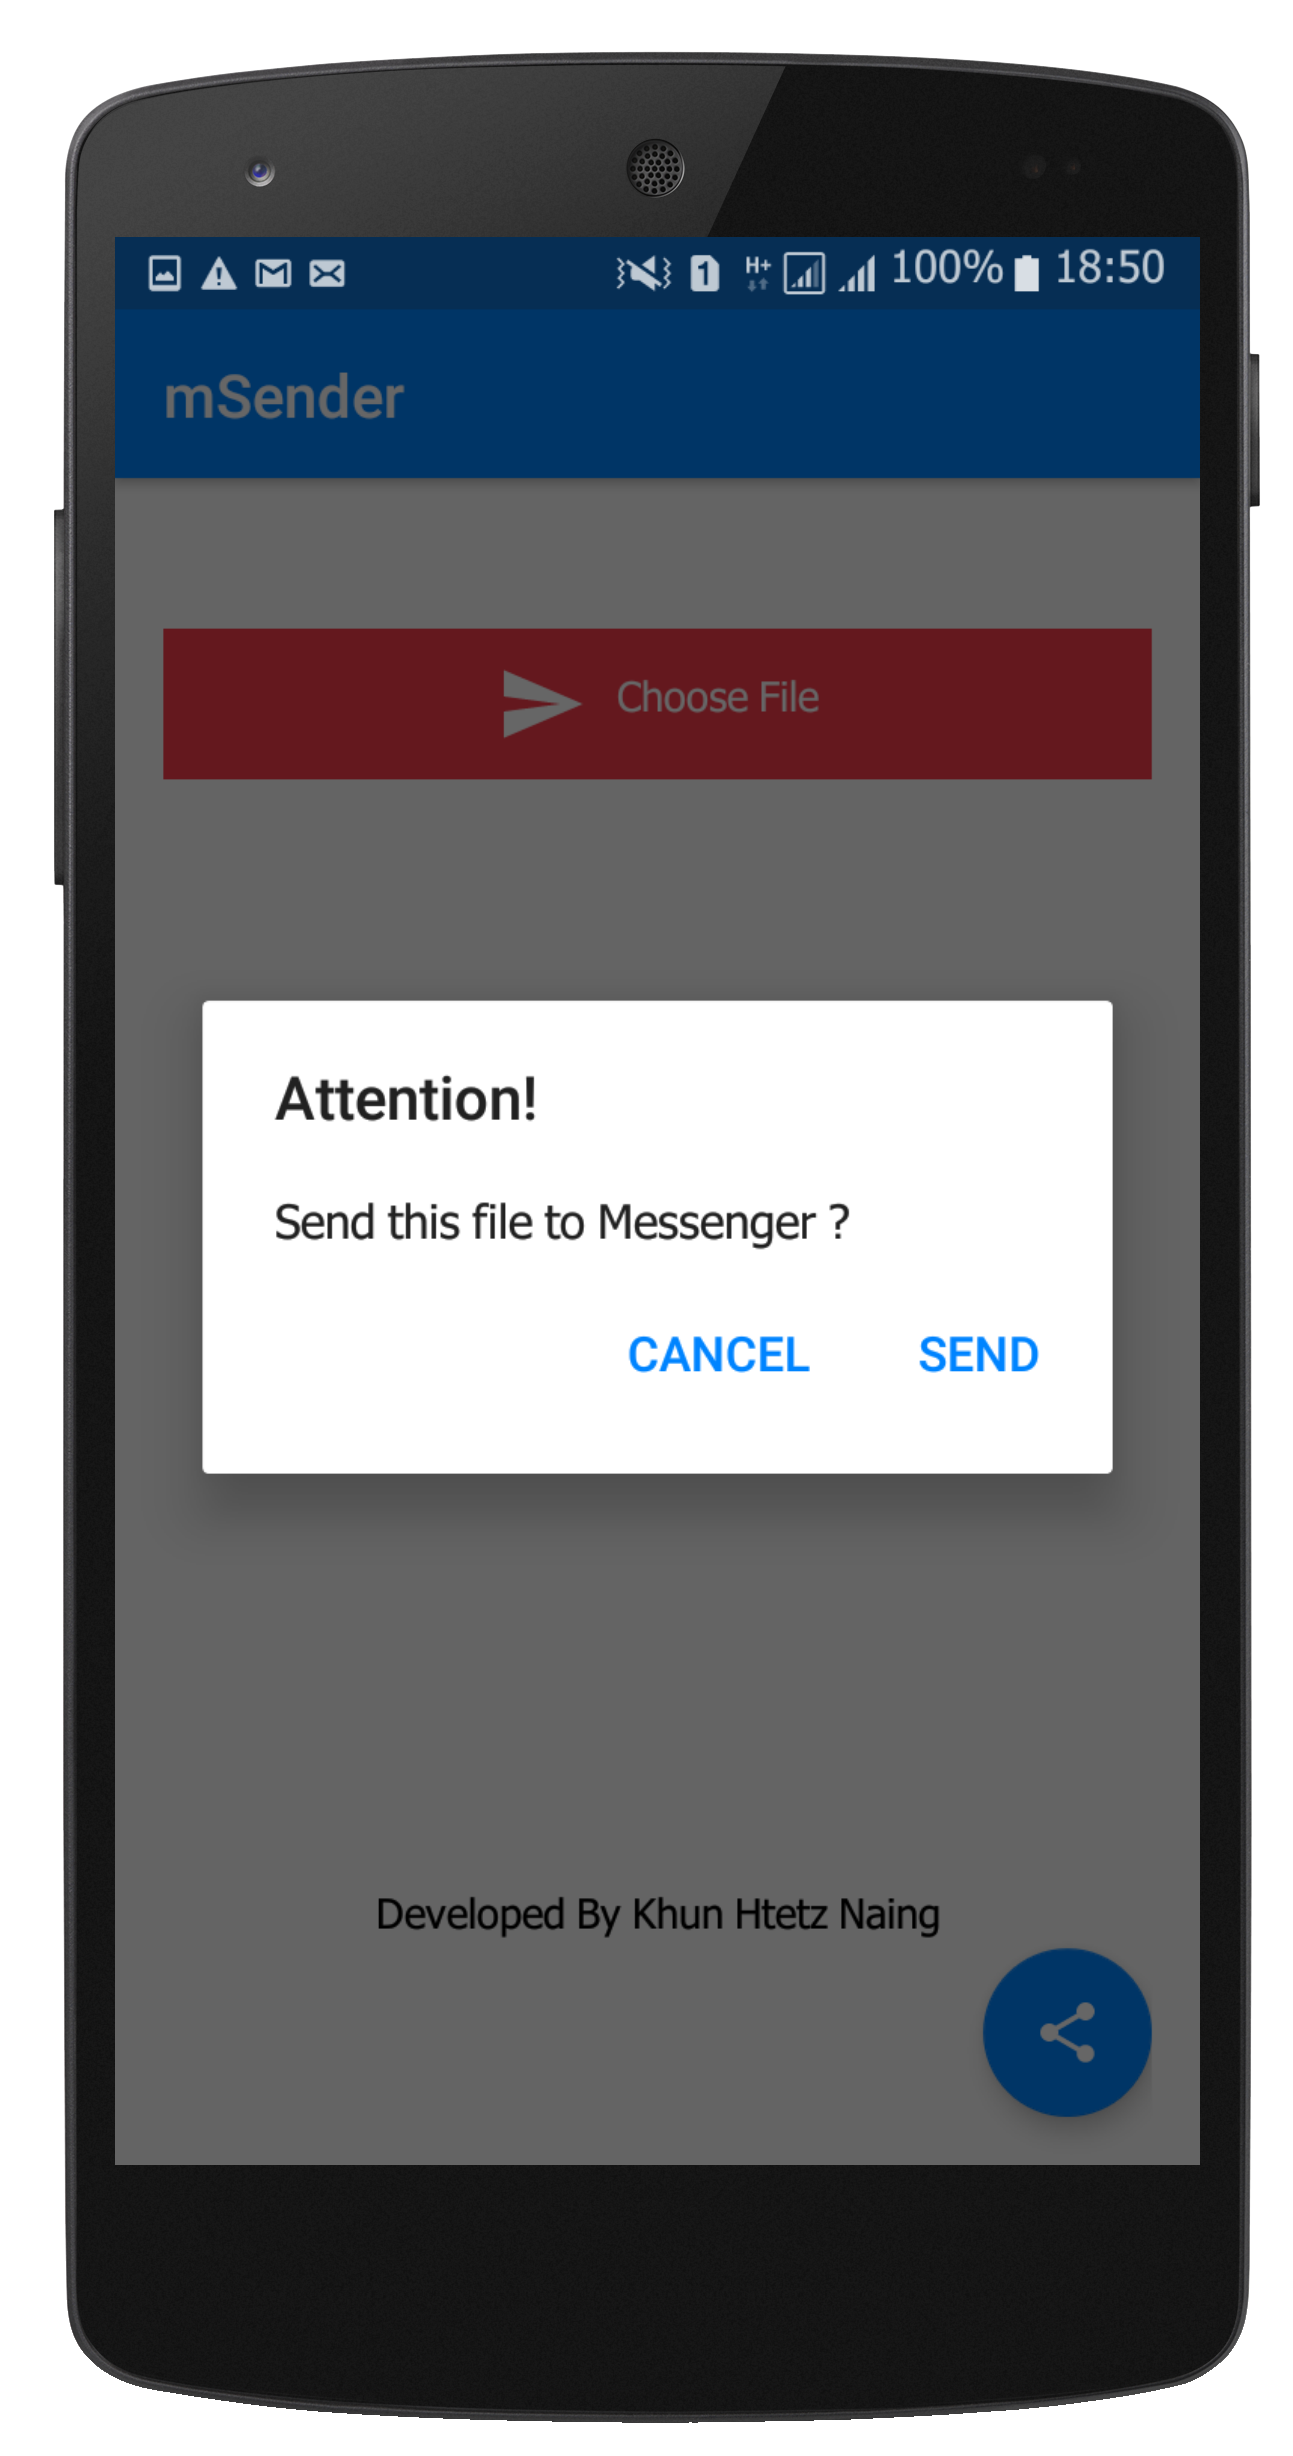 1 H+ 100% 18:50
mSender
Choose File
Attention!
Send this file to Messenger ?
CANCEL SEND
Developed By Khun Htetz Naing